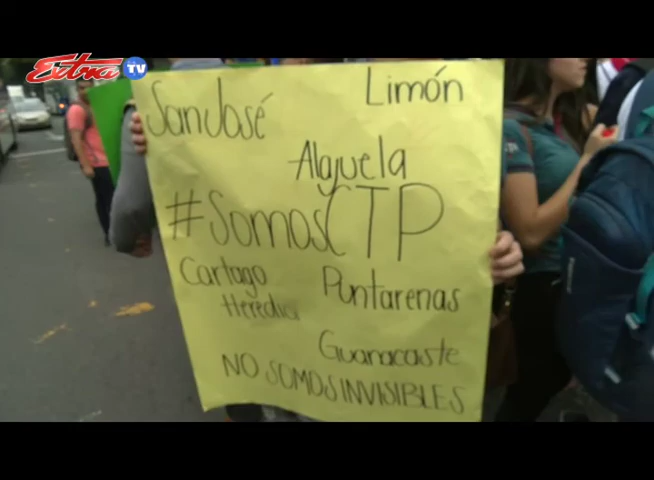 Extra TV
San José
Limón
Alajuela
#SomosCTP
Cartago
Puntarenas
Heredia
Guanacaste
NO SOMOS INVISIBLES